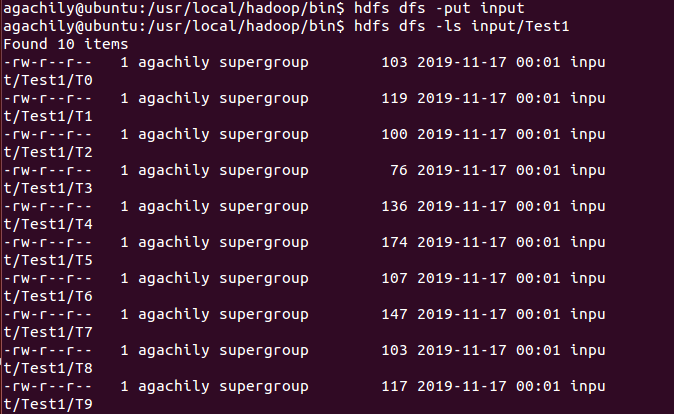 agachily@ubuntu:/usr/local/hadoop/bin$ hdfs dfs -put input
agachily@ubuntu:/usr/local/hadoop/bin$ hdfs dfs -ls input/Test1
Found 10 items
-rw-r--r--   1 agachily supergroup        103 2019-11-17 00:01 inpu
t/Test1/T0
-rw-r--r--   1 agachily supergroup        119 2019-11-17 00:01 inpu
t/Test1/T1
-rw-r--r--   1 agachily supergroup        100 2019-11-17 00:01 inpu
t/Test1/T2
-rw-r--r--   1 agachily supergroup         76 2019-11-17 00:01 inpu
t/Test1/T3
-rw-r--r--   1 agachily supergroup        136 2019-11-17 00:01 inpu
t/Test1/T4
-rw-r--r--   1 agachily supergroup        174 2019-11-17 00:01 inpu
t/Test1/T5
-rw-r--r--   1 agachily supergroup        107 2019-11-17 00:01 inpu
t/Test1/T6
-rw-r--r--   1 agachily supergroup        147 2019-11-17 00:01 inpu
t/Test1/T7
-rw-r--r--   1 agachily supergroup        103 2019-11-17 00:01 inpu
t/Test1/T8
-rw-r--r--   1 agachily supergroup        117 2019-11-17 00:01 inpu
t/Test1/T9